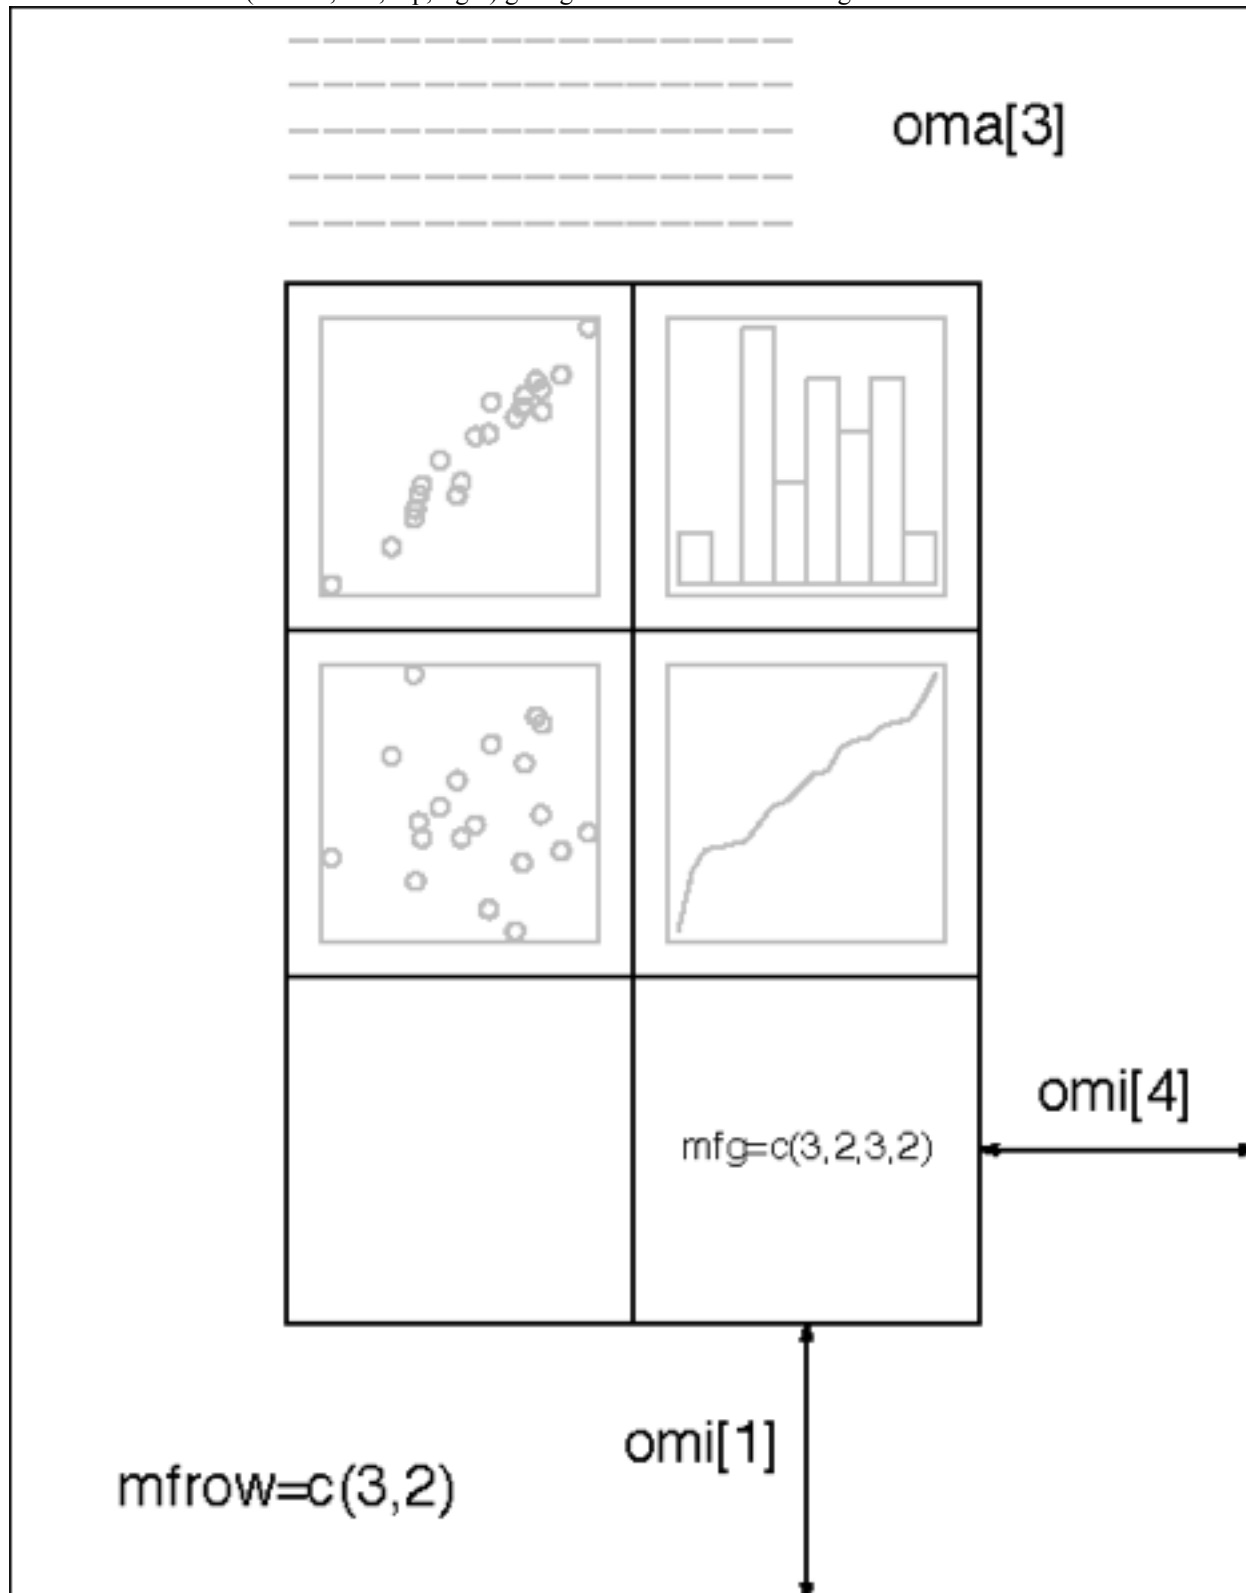 oma[3]
omi[4]
mfg=c(3,2,3,2)
omi[1]
mfrow=c(3,2)